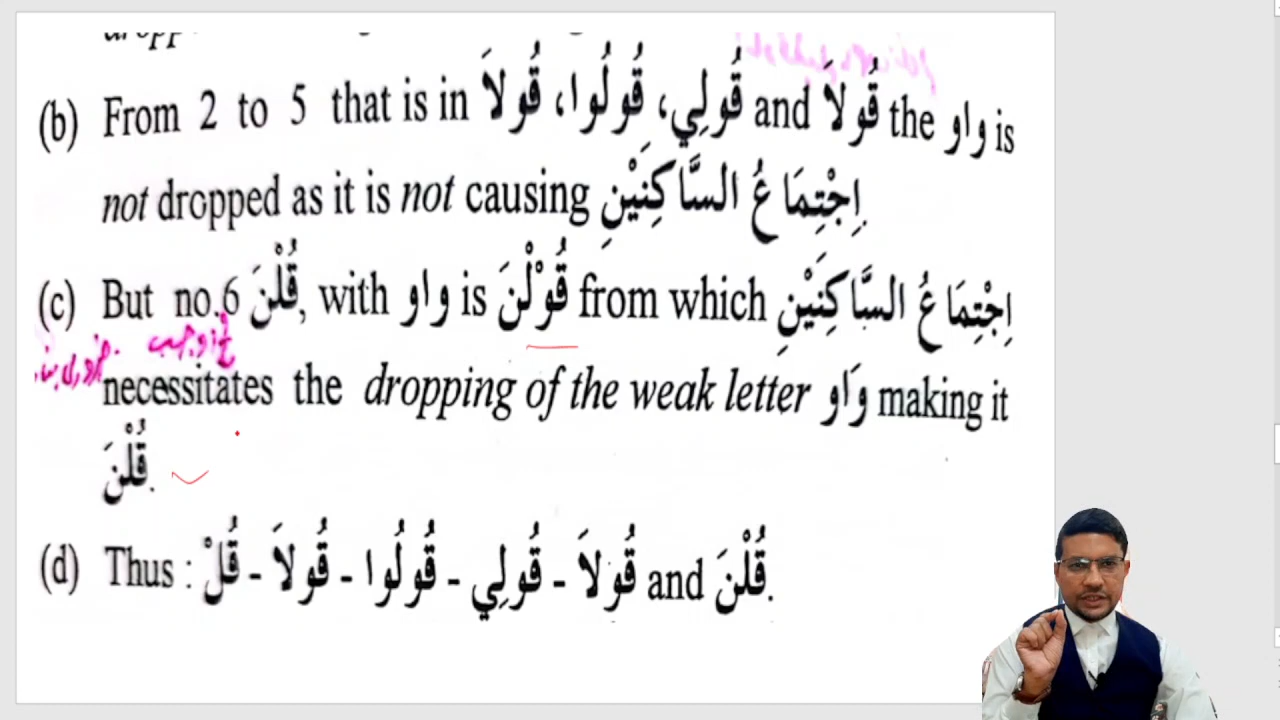 (b) From 2 to 5 that is in قُولَا، قُولُوا، قُولِي and قُولَا the واو is
not dropped as it is not causing اِجْتِمَاعُ السَّاكِنَيْنِ.
(c) But no.6 قُلْنَ, with واو is قُوْلْنَ from which اِجْتِمَاعُ السَّاكِنَيْنِ
necessitates the dropping of the weak letter وَاو making it
قُلْنَ.
(d) Thus : قُلْ - قُولَا - قُولُوا - قُولِي - قُولَا and قُلْنَ.